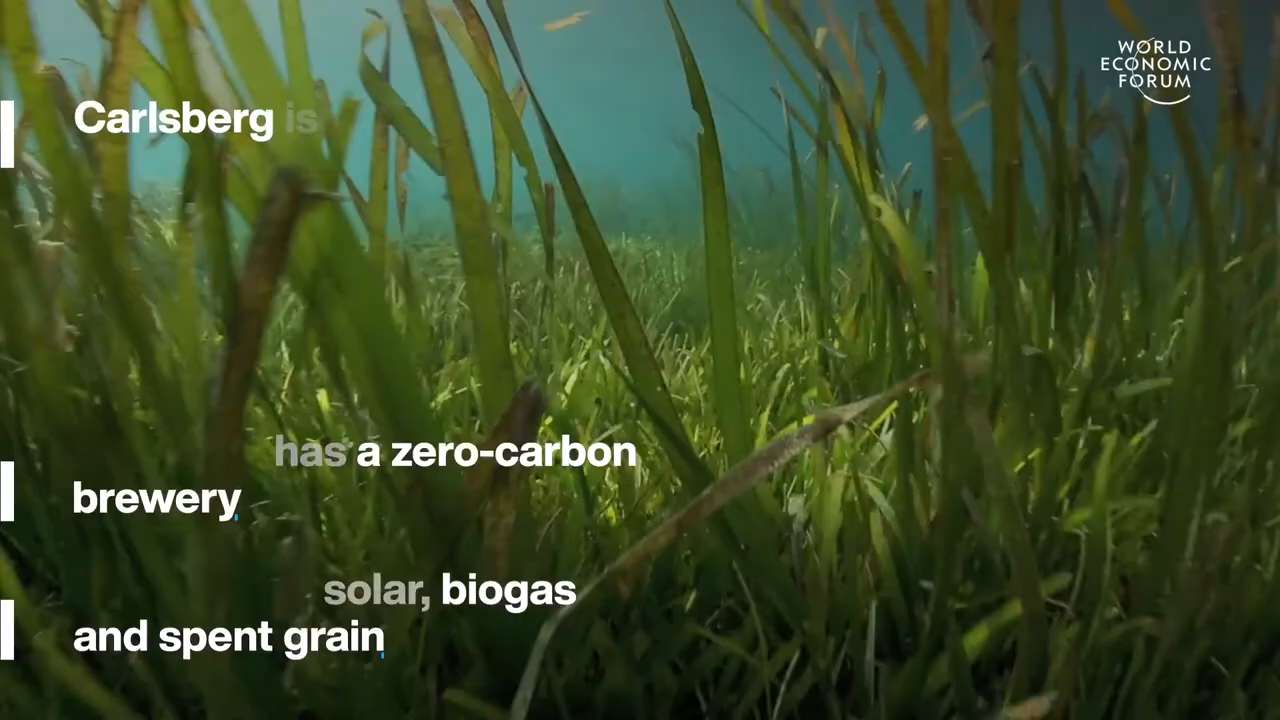 Carlsberg is
WORLD
ECONOMIC
FORUM
has a zero-carbon
brewery
solar, biogas
and spent grain